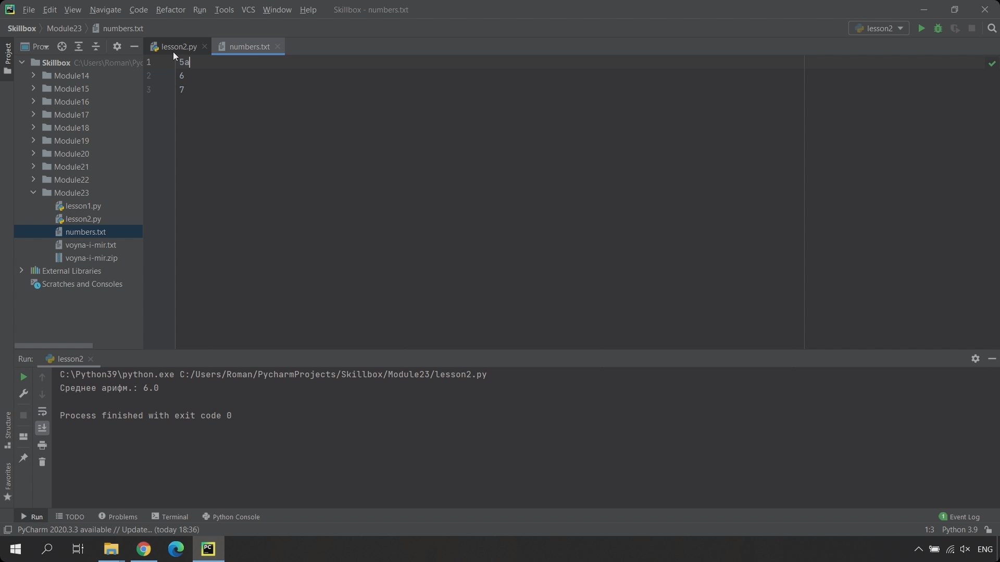 File Edit View Navigate Code Refactor Run Tools VCS Window Help Skillbox - numbers.txt
Skillbox Module23 numbers.txt
lesson2
Project
Pro
lesson2.py
numbers.txt
Skillbox C:\Users\Roman\Pyc
Module14
Module15
Module16
Module17
Module18
Module19
Module20
Module21
Module22
Module23
lesson1.py
lesson2.py
numbers.txt
voyna-i-mir.txt
voyna-i-mir.zip
External Libraries
Scratches and Consoles
1 5a
2 6
3 7
Run: lesson2
C:\Python39\python.exe C:/Users/Roman/PycharmProjects/Skillbox/Module23/lesson2.py
Среднее арифм.: 6.0
Process finished with exit code 0
Structure
Favorites
Run TODO Problems Terminal Python Console 1 Event Log
PyCharm 2020.3.3 available // Update... (today 18:36) 1:3 Python 3.9
PC
ENG